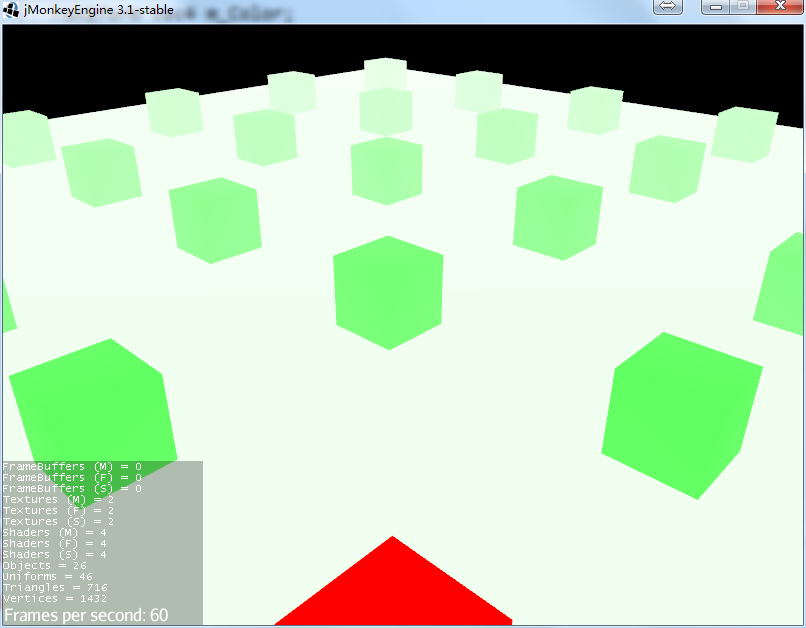 jMonkeyEngine 3.1-stable
m_Color;
FrameBuffers (M) = 0
FrameBuffers (F) = 0
FrameBuffers (S) = 0
Textures (M) = 2
Textures (F) = 2
Textures (S) = 2
Shaders (M) = 4
Shaders (F) = 4
Shaders (S) = 4
Objects = 26
Uniforms = 46
Triangles = 716
Vertices = 1432
Frames per second: 60